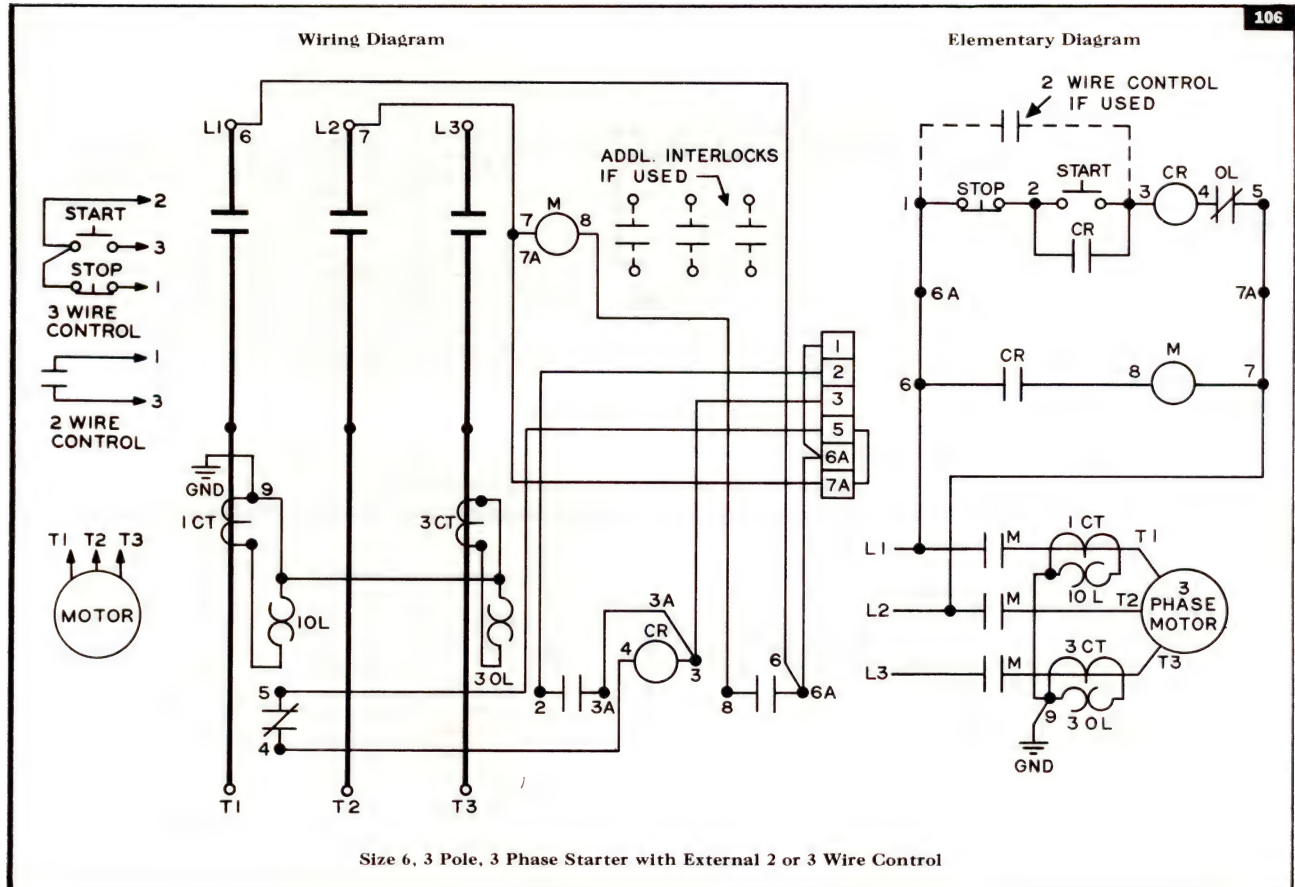 106
Wiring Diagram
Elementary Diagram
2 WIRE CONTROL
IF USED
L1
6
L2
7
L3
ADDL. INTERLOCKS
IF USED
START
2
3
STOP
1
3 WIRE
CONTROL
1
3
2 WIRE
CONTROL
M
7
8
7A
1
2
3
5
6A
7A
GND
9
1CT
3CT
1OL
3OL
T1 T2 T3
MOTOR
5
4
2
3A
3A
CR
4
3
6
8
6A
T1
T2
T3
1
STOP
2
START
3
CR
4
OL
5
CR
6A
7A
6
CR
8
M
7
L1
M
1CT
T1
1OL
L2
M
T2
3
PHASE
MOTOR
L3
M
3CT
T3
9
3OL
GND
Size 6, 3 Pole, 3 Phase Starter with External 2 or 3 Wire Control